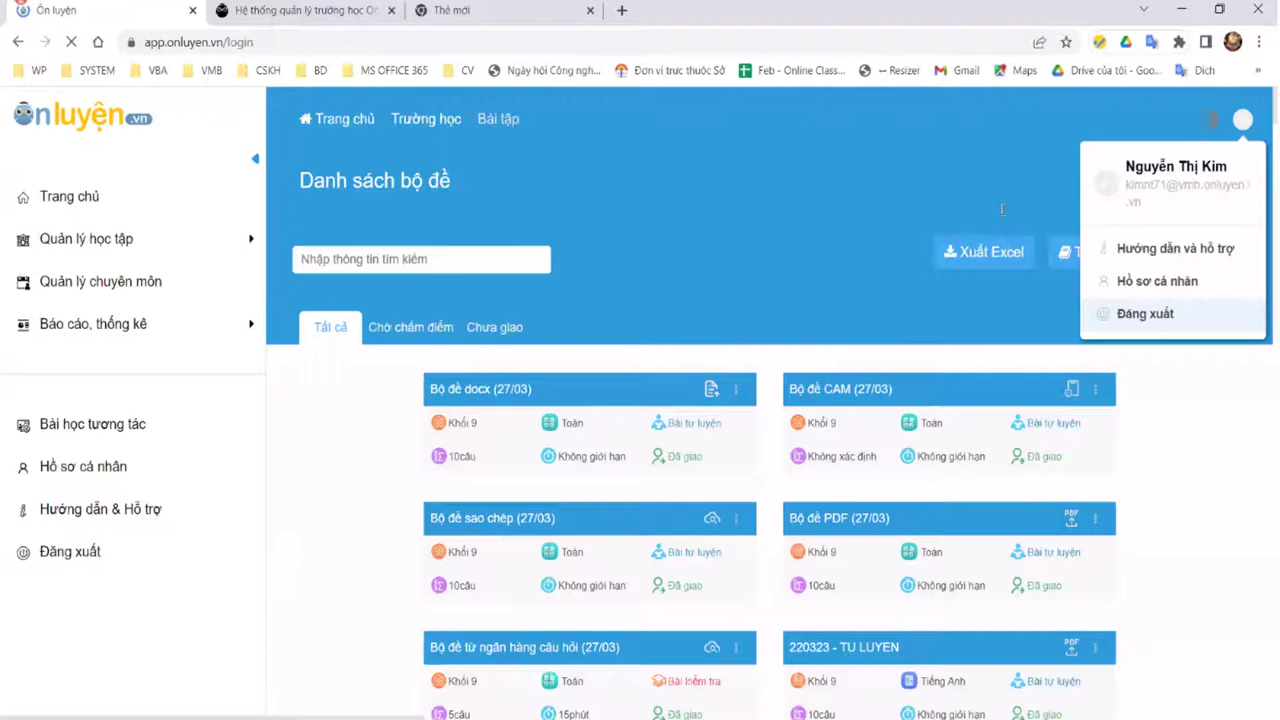 Ôn luyện
Hệ thống quản lý trường học Ôn
Thẻ mới
app.onluyen.vn/login
WP
SYSTEM
VBA
VMB
CSKH
BD
MS OFFICE 365
CV
Ngày hội Công nghệ...
Đơn vị trực thuộc Sở
Feb - Online Class...
-- Resizer
Gmail
Maps
Drive của tôi - Goo...
Dịch
»
Ôn luyện .vn
Trang chủ
Quản lý học tập
Quản lý chuyên môn
Báo cáo, thống kê
Bài học tương tác
Hồ sơ cá nhân
Hướng dẫn & Hỗ trợ
Đăng xuất
Trang chủ Trường học Bài tập
Danh sách bộ đề
Nhập thông tin tìm kiếm
Xuất Excel
Nguyễn Thị Kim
kimnt71@vmb.onluyen
.vn
Hướng dẫn và hỗ trợ
Hồ sơ cá nhân
Đăng xuất
Tất cả Chờ chấm điểm Chưa giao
Bộ đề docx (27/03)
Khối 9 Toán Bài tự luyện
10câu Không giới hạn Đã giao
Bộ đề CAM (27/03)
Khối 9 Toán Bài tự luyện
Không xác định Không giới hạn Đã giao
Bộ đề sao chép (27/03)
Khối 9 Toán Bài tự luyện
10câu Không giới hạn Đã giao
Bộ đề PDF (27/03)
PDF
Khối 9 Toán Bài tự luyện
10câu Không giới hạn Đã giao
Bộ đề từ ngân hàng câu hỏi (27/03)
Khối 9 Toán Bài kiểm tra
5câu 15phút Đã giao
220323 - TU LUYEN
PDF
Khối 9 Tiếng Anh Bài tự luyện
10câu Không giới hạn Đã giao